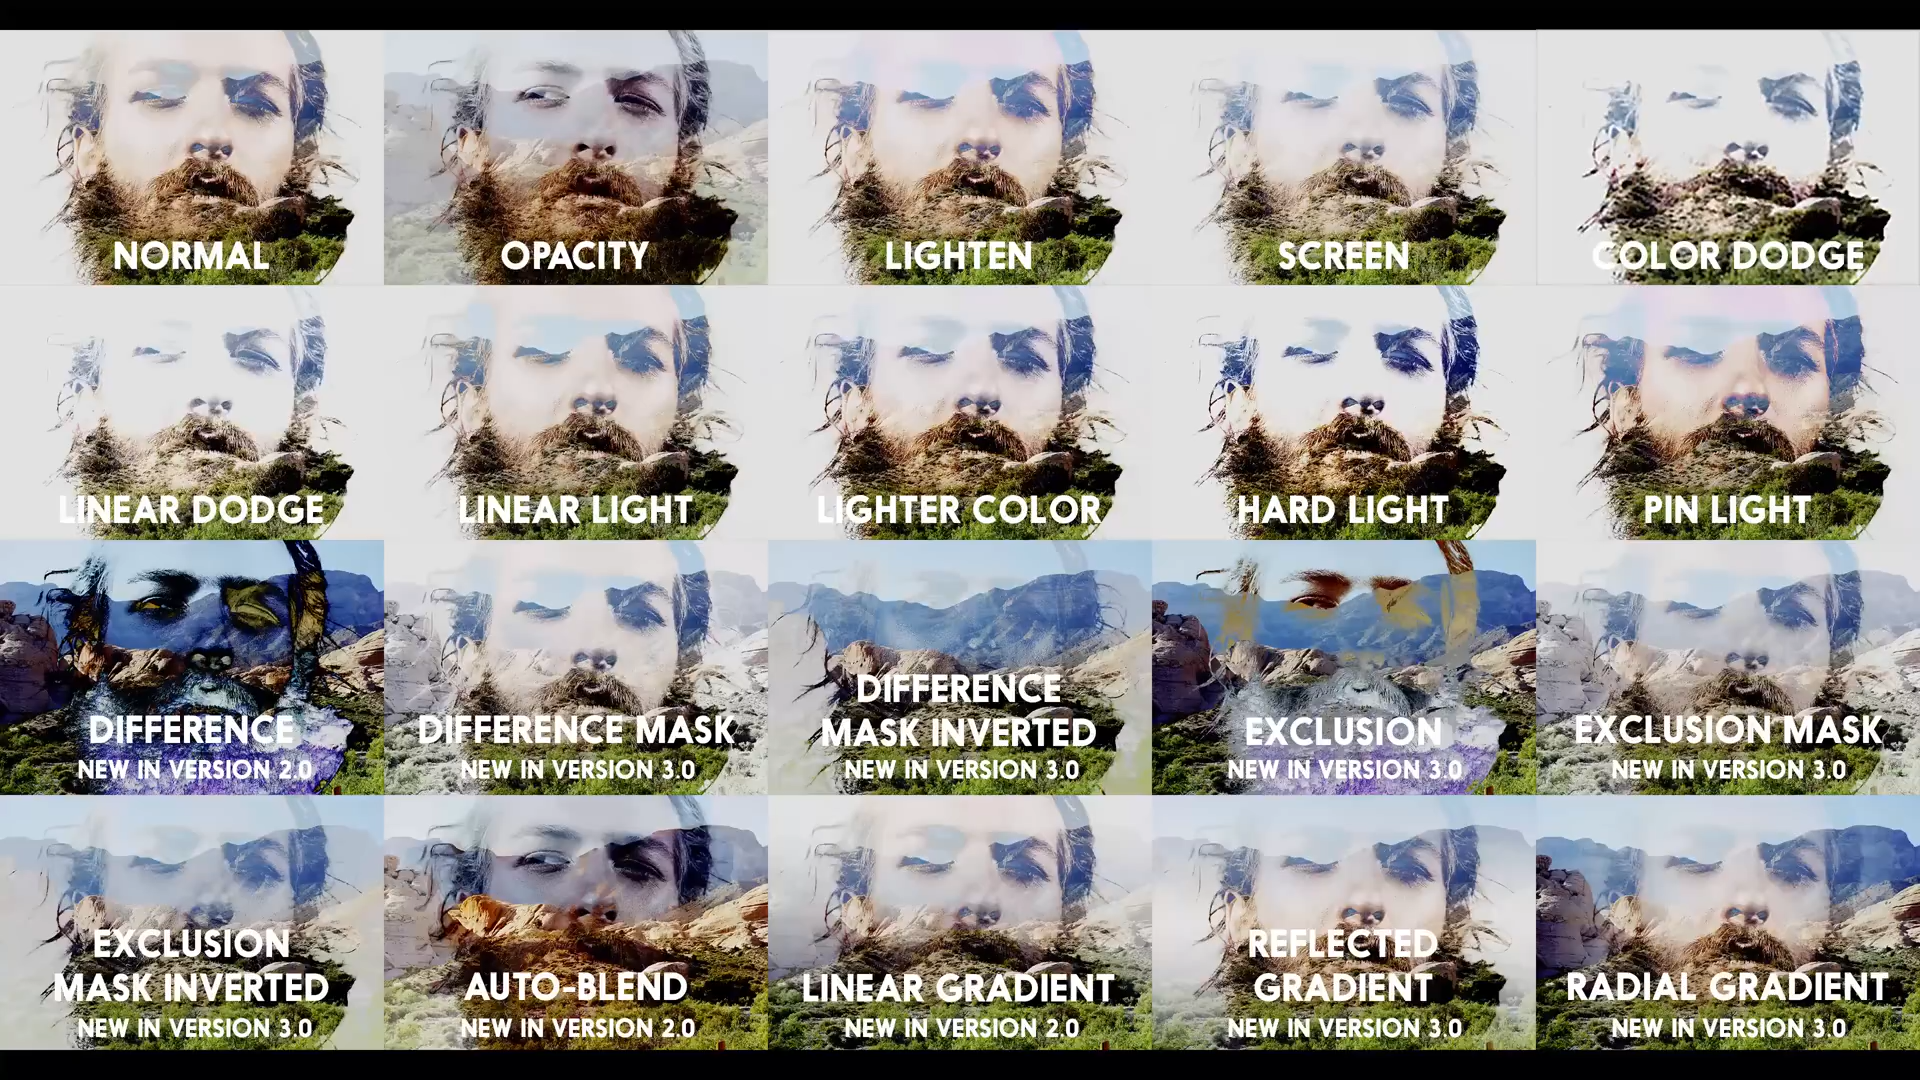 NORMAL
OPACITY
LIGHTEN
SCREEN
COLOR DODGE
LINEAR DODGE
LINEAR LIGHT
LIGHTER COLOR
HARD LIGHT
PIN LIGHT
DIFFERENCE
NEW IN VERSION 2.0
DIFFERENCE MASK
NEW IN VERSION 3.0
DIFFERENCE
MASK INVERTED
NEW IN VERSION 3.0
EXCLUSION
NEW IN VERSION 3.0
EXCLUSION MASK
NEW IN VERSION 3.0
EXCLUSION
MASK INVERTED
NEW IN VERSION 3.0
AUTO-BLEND
NEW IN VERSION 2.0
LINEAR GRADIENT
NEW IN VERSION 2.0
REFLECTED
GRADIENT
NEW IN VERSION 3.0
RADIAL GRADIENT
NEW IN VERSION 3.0